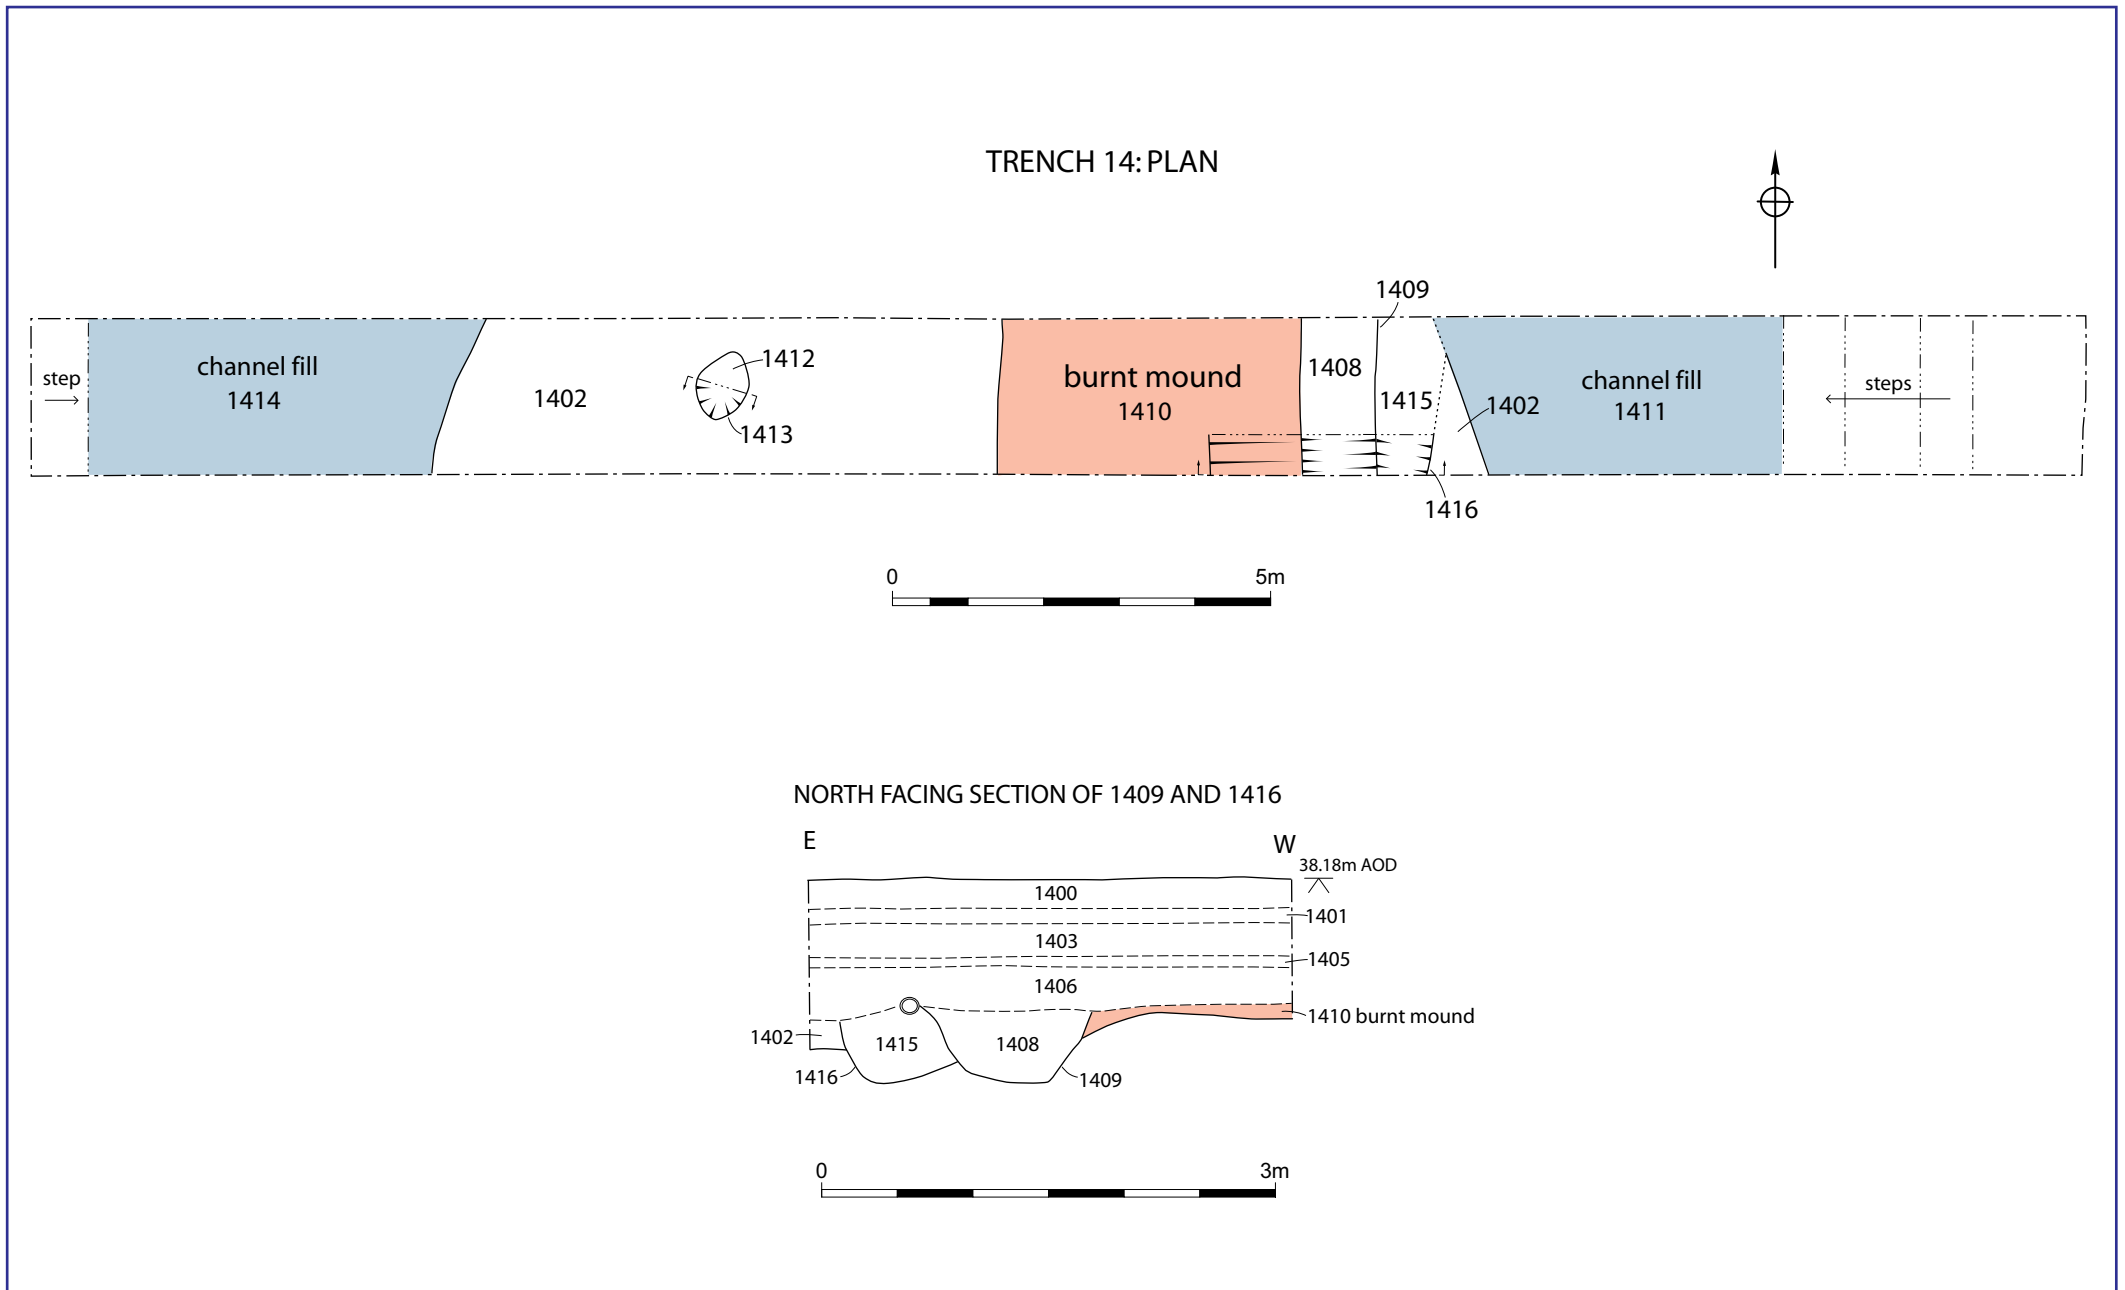 TRENCH 14: PLAN
1409
channel fill
1414
step
1402
1412
1413
burnt mound
1410
1408
1415
1402
channel fill
1411
steps
1416
0 5m
NORTH FACING SECTION OF 1409 AND 1416
E W
38.18m AOD
1400
1401
1403
1405
1406
1410 burnt mound
1402
1415
1408
1416
1409
0 3m